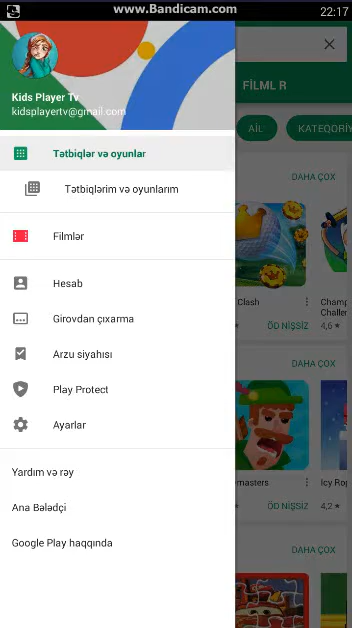 www.Bandicam.com
22:17
Kids Player Tv
kidsplayertv@gmail.com
FİLML R
AİL
KATEQORİY
Tətbiqlər və oyunlar
Tətbiqlərim və oyunlarım
DAHA ÇOX
Filmlər
Hesab
Clash
Champ
Challe
Girovdan çıxarma
ÖD NİŞSİZ
4,6 ★
Arzu siyahısı
DAHA ÇOX
Play Protect
Ayarlar
Yardım və rəy
masters
Icy Rop
Ana Bələdçi
ÖD NİŞSİZ
4,2 ★
Google Play haqqında
DAHA ÇOX